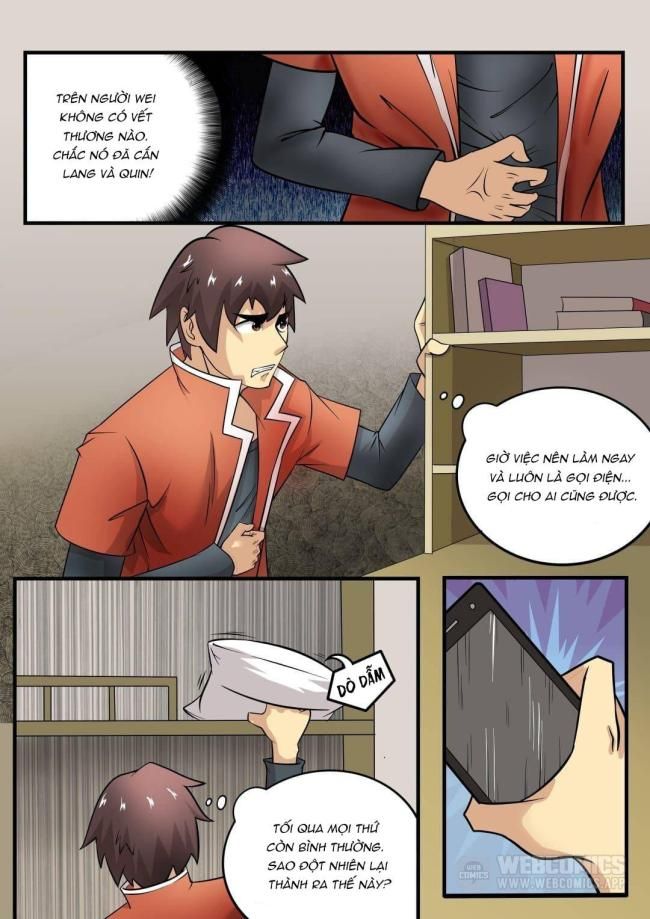 TRÊN NGƯỜI WEI
KHÔNG CÓ VẾT
THƯƠNG NÀO.
CHẮC NÓ ĐÃ CẮN
LANG VÀ QUIN!
GIỜ VIỆC NÊN LÀM NGAY
VÀ LUÔN LÀ GỌI ĐIỆN...
GỌI CHO AI CŨNG ĐƯỢC.
DÒ DẪM
TỐI QUA MỌI THỨ
CÒN BÌNH THƯỜNG.
SAO ĐỘT NHIÊN LẠI
THÀNH RA THẾ NÀY?
WEB
COMICS
WEBCOMICS
WWW.WEBCOMICS.APP